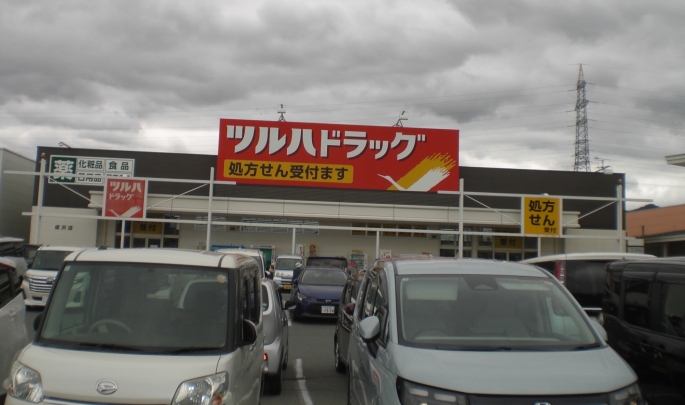 ツルハドラッグ
処方せん受付ます
薬
化粧品 食品
ツルハ
ドラッグ
処方
せん
受付